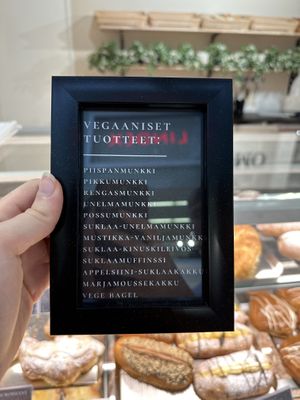 VEGAANISET
TUOTTEET:
PIISPANMUNKKI
PIKKUMUNKKI
RENGASMUNKKI
UNELMAMUNKKI
POSSUMUNKKI
SUKLAA-UNELMAMUNKKI
MUSTIKKA-VANILJAMUNKKI
SUKLAA-KINUSKILEIVOS
SUKLAAMUFFINSSI
APPELSIINI-SUKLAAKAKKU
MARJAMOUSSEKAKKU
VEGE BAGEL